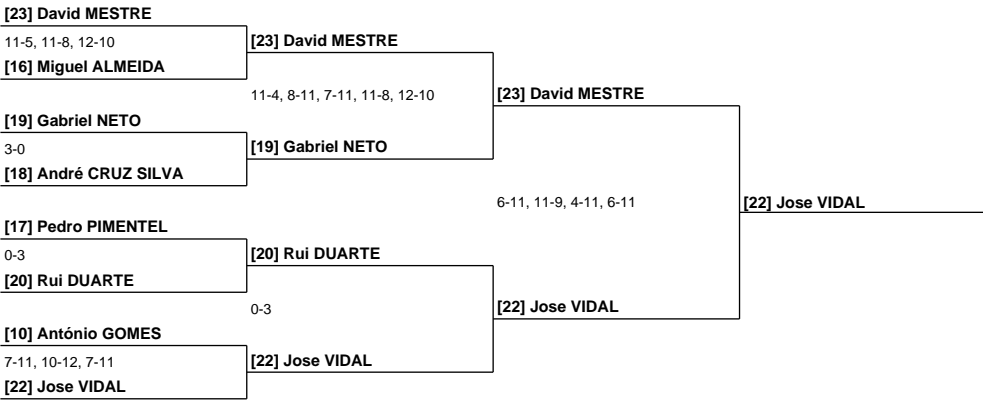 [23] David MESTRE
11-5, 11-8, 12-10
[16] Miguel ALMEIDA
[23] David MESTRE
11-4, 8-11, 7-11, 11-8, 12-10
[19] Gabriel NETO
3-0
[18] André CRUZ SILVA
[19] Gabriel NETO
[23] David MESTRE
6-11, 11-9, 4-11, 6-11
[22] Jose VIDAL
[17] Pedro PIMENTEL
0-3
[20] Rui DUARTE
[20] Rui DUARTE
0-3
[10] António GOMES
7-11, 10-12, 7-11
[22] Jose VIDAL
[22] Jose VIDAL
[22] Jose VIDAL